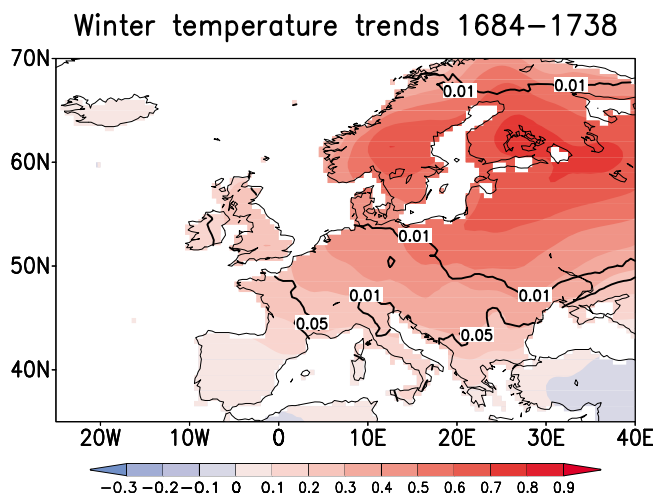 Winter temperature trends 1684−1738
70N
0.01 0.01
60N
0.01
50N
0.01 0.01
0.05 0.05
40N
20W 10W 0 10E 20E 30E 40E
−0.3 −0.2 −0.1 0 0.1 0.2 0.3 0.4 0.5 0.6 0.7 0.8 0.9